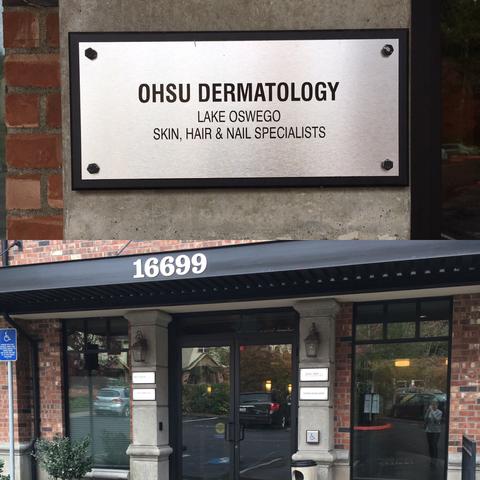 OHSU DERMATOLOGY
LAKE OSWEGO
SKIN, HAIR & NAIL SPECIALISTS
16699